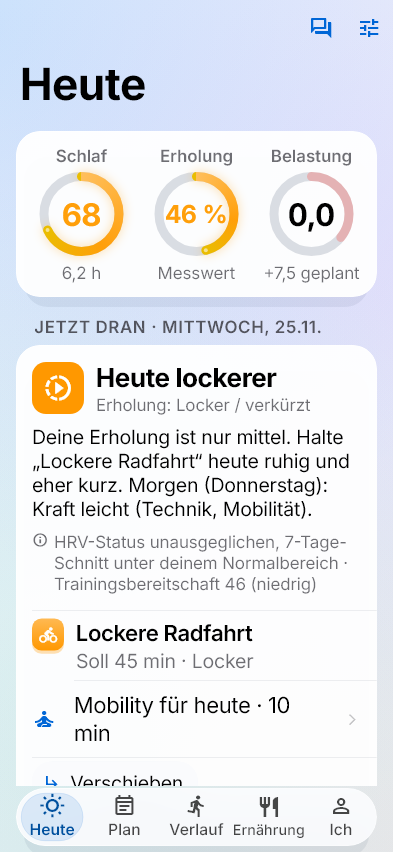 Heute
Schlaf Erholung Belastung
68 46 % 0,0
6,2 h Messwert +7,5 geplant
JETZT DRAN · MITTWOCH, 25.11.
Heute lockerer
Erholung: Locker / verkürzt
Deine Erholung ist nur mittel. Halte
„Lockere Radfahrt“ heute ruhig und
eher kurz. Morgen (Donnerstag):
Kraft leicht (Technik, Mobilität).
HRV-Status unausgeglichen, 7-Tage-
Schnitt unter deinem Normalbereich ·
Trainingsbereitschaft 46 (niedrig)
Lockere Radfahrt
Soll 45 min · Locker
Mobility für heute · 10
min
Verschieben
Heute Plan Verlauf Ernährung Ich